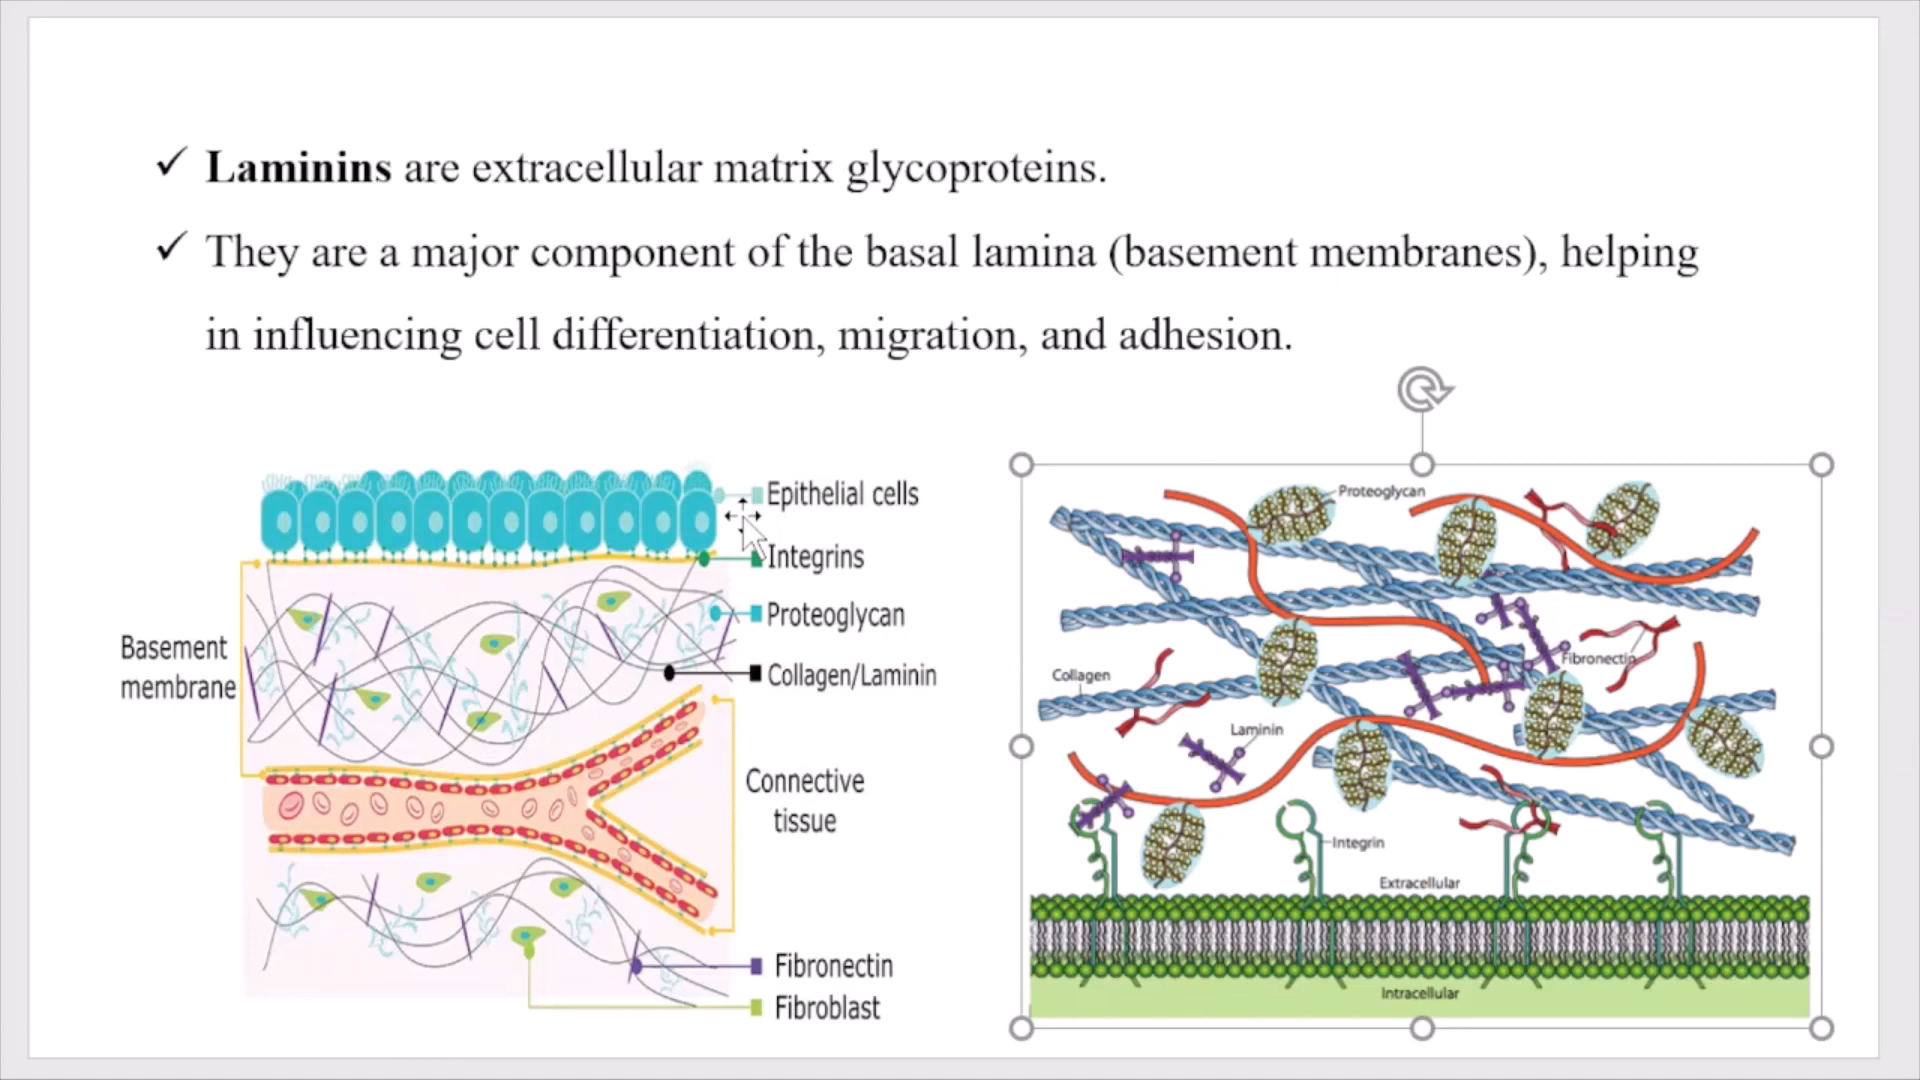 ✓ Laminins are extracellular matrix glycoproteins.
✓ They are a major component of the basal lamina (basement membranes), helping
in influencing cell differentiation, migration, and adhesion.
Epithelial cells
Integrins
Proteoglycan
Basement
membrane
Collagen/Laminin
Connective
tissue
Fibronectin
Fibroblast
Proteoglycan
Fibronectin
Collagen
Laminin
Integrin
Extracellular
Intracellular